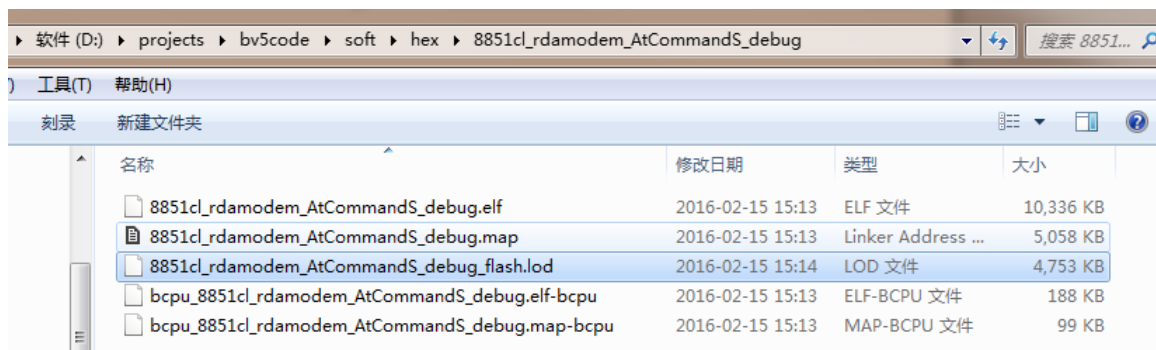 软件 (D:) projects bv5code soft hex 8851cl_rdamodem_AtCommandS_debug 搜索 8851...
) 工具(T) 帮助(H)
刻录 新建文件夹
名称 修改日期 类型 大小
8851cl_rdamodem_AtCommandS_debug.elf 2016-02-15 15:13 ELF 文件 10,336 KB
8851cl_rdamodem_AtCommandS_debug.map 2016-02-15 15:13 Linker Address ... 5,058 KB
8851cl_rdamodem_AtCommandS_debug_flash.lod 2016-02-15 15:14 LOD 文件 4,753 KB
bcpu_8851cl_rdamodem_AtCommandS_debug.elf-bcpu 2016-02-15 15:13 ELF-BCPU 文件 188 KB
bcpu_8851cl_rdamodem_AtCommandS_debug.map-bcpu 2016-02-15 15:13 MAP-BCPU 文件 99 KB